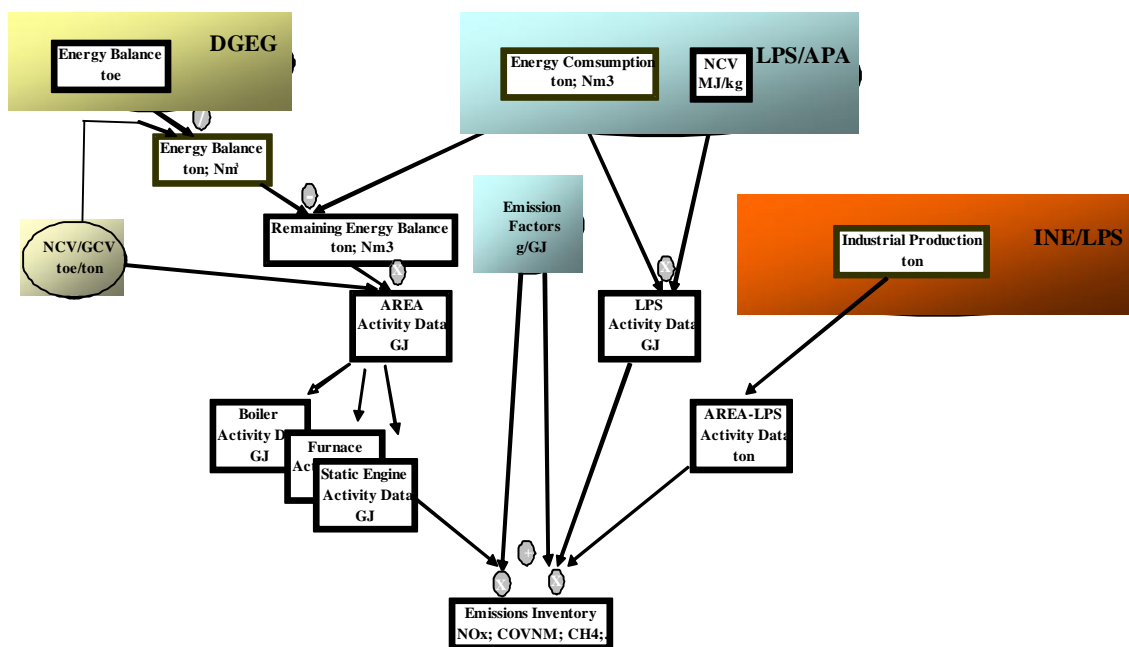 DGEG
Energy Balance
toe
LPS/APA
Energy Comsumption
ton; Nm3
NCV
MJ/kg
/
Energy Balance
ton; Nm³
-
Remaining Energy Balance
ton; Nm3
Emission
Factors
g/GJ
INE/LPS
Industrial Production
ton
NCV/GCV
toe/ton
X
X
AREA
Activity Data
GJ
LPS
Activity Data
GJ
Boiler
Activity D
GJ
Furnace
Act
Static Engine
Activity Data
GJ
AREA-LPS
Activity Data
ton
+
X
X
Emissions Inventory
NOx; COVNM; CH4;.